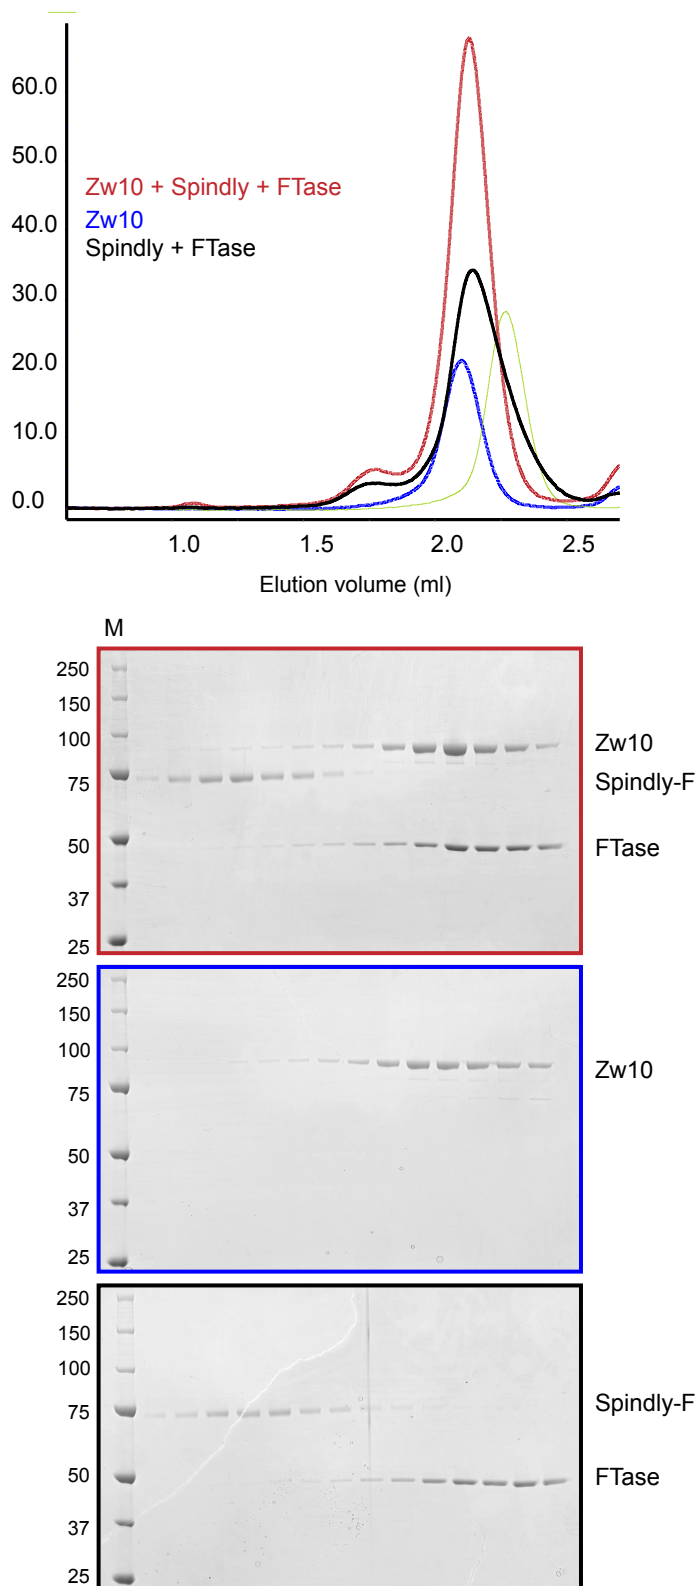 60.0
50.0
Zw10 + Spindly + FTase
40.0
Zw10
Spindly + FTase
30.0
20.0
10.0
0.0
1.0 1.5 2.0 2.5
Elution volume (ml)
M
250
150
100 Zw10
75 Spindly-F
50 FTase
37
25
250
150
100 Zw10
75
50
37
25
250
150
100
75 Spindly-F
50 FTase
37
25